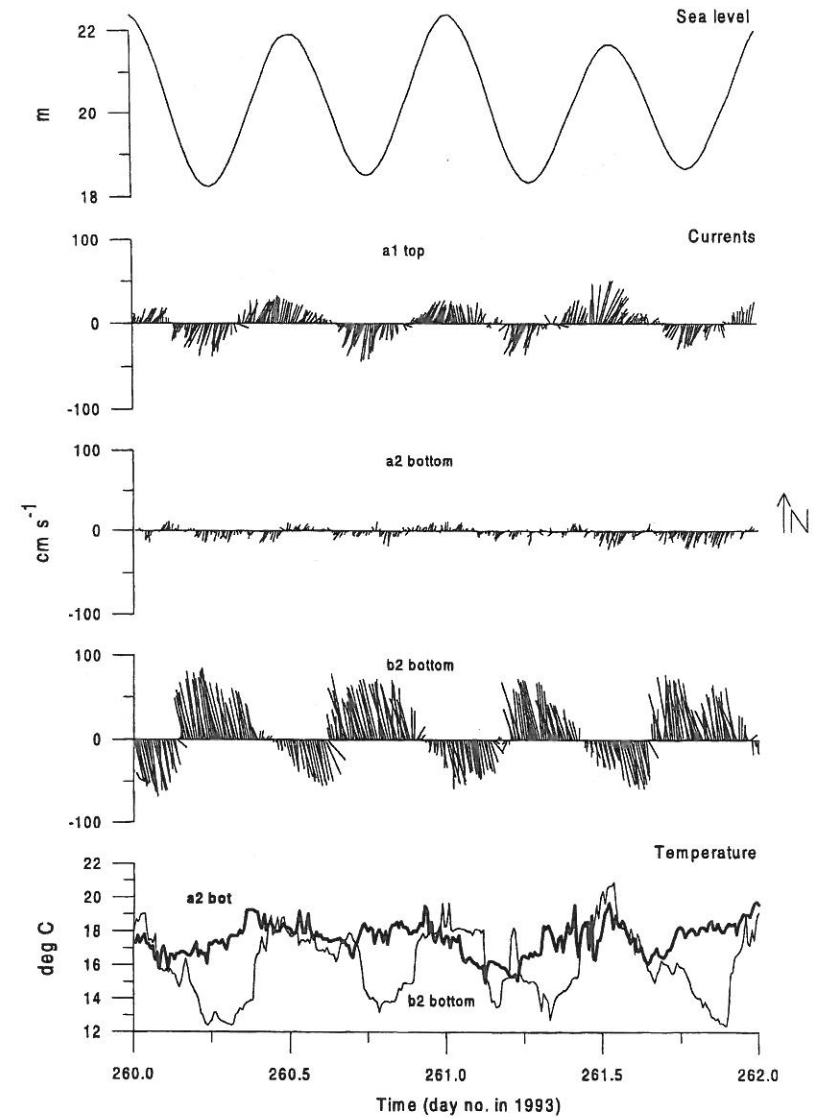 Sea level
22
20
18
m
Currents
a1 top
100
0
-100
a2 bottom
100
0
-100
cm s⁻¹
N
b2 bottom
100
0
-100
Temperature
22
20
18
16
14
12
deg C
a2 bot
b2 bottom
260.0 260.5 261.0 261.5 262.0
Time (day no. in 1993)